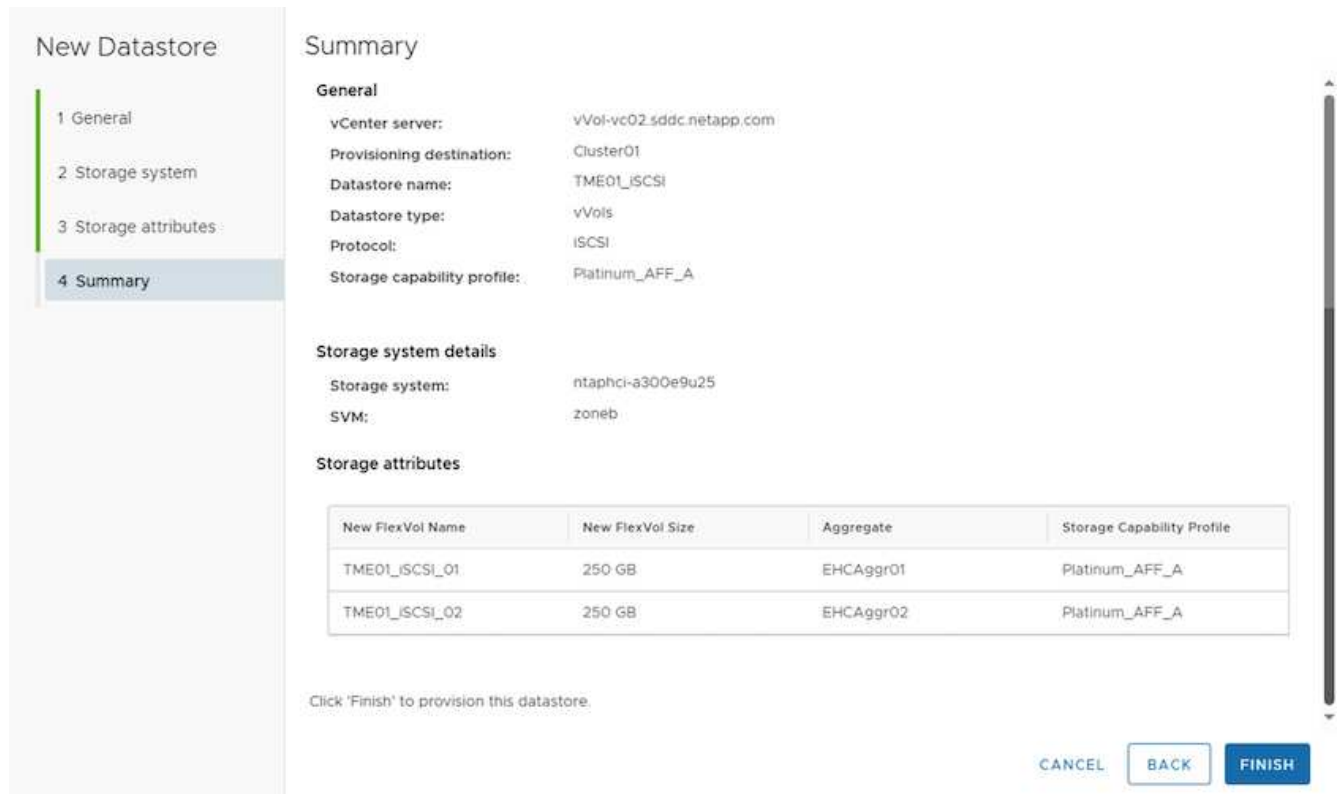 New Datastore
1 General
2 Storage system
3 Storage attributes
4 Summary
Summary
General
vCenter server: vVol-vc02.sddc.netapp.com
Provisioning destination: Cluster01
Datastore name: TME01_iSCSI
Datastore type: vVols
Protocol: iSCSI
Storage capability profile: Platinum_AFF_A
Storage system details
Storage system: ntaphci-a300e9u25
SVM: zoneb
Storage attributes
New FlexVol Name New FlexVol Size Aggregate Storage Capability Profile
TME01_iSCSI_01 250 GB EHCAggr01 Platinum_AFF_A
TME01_iSCSI_02 250 GB EHCAggr02 Platinum_AFF_A
Click 'Finish' to provision this datastore.
CANCEL BACK FINISH